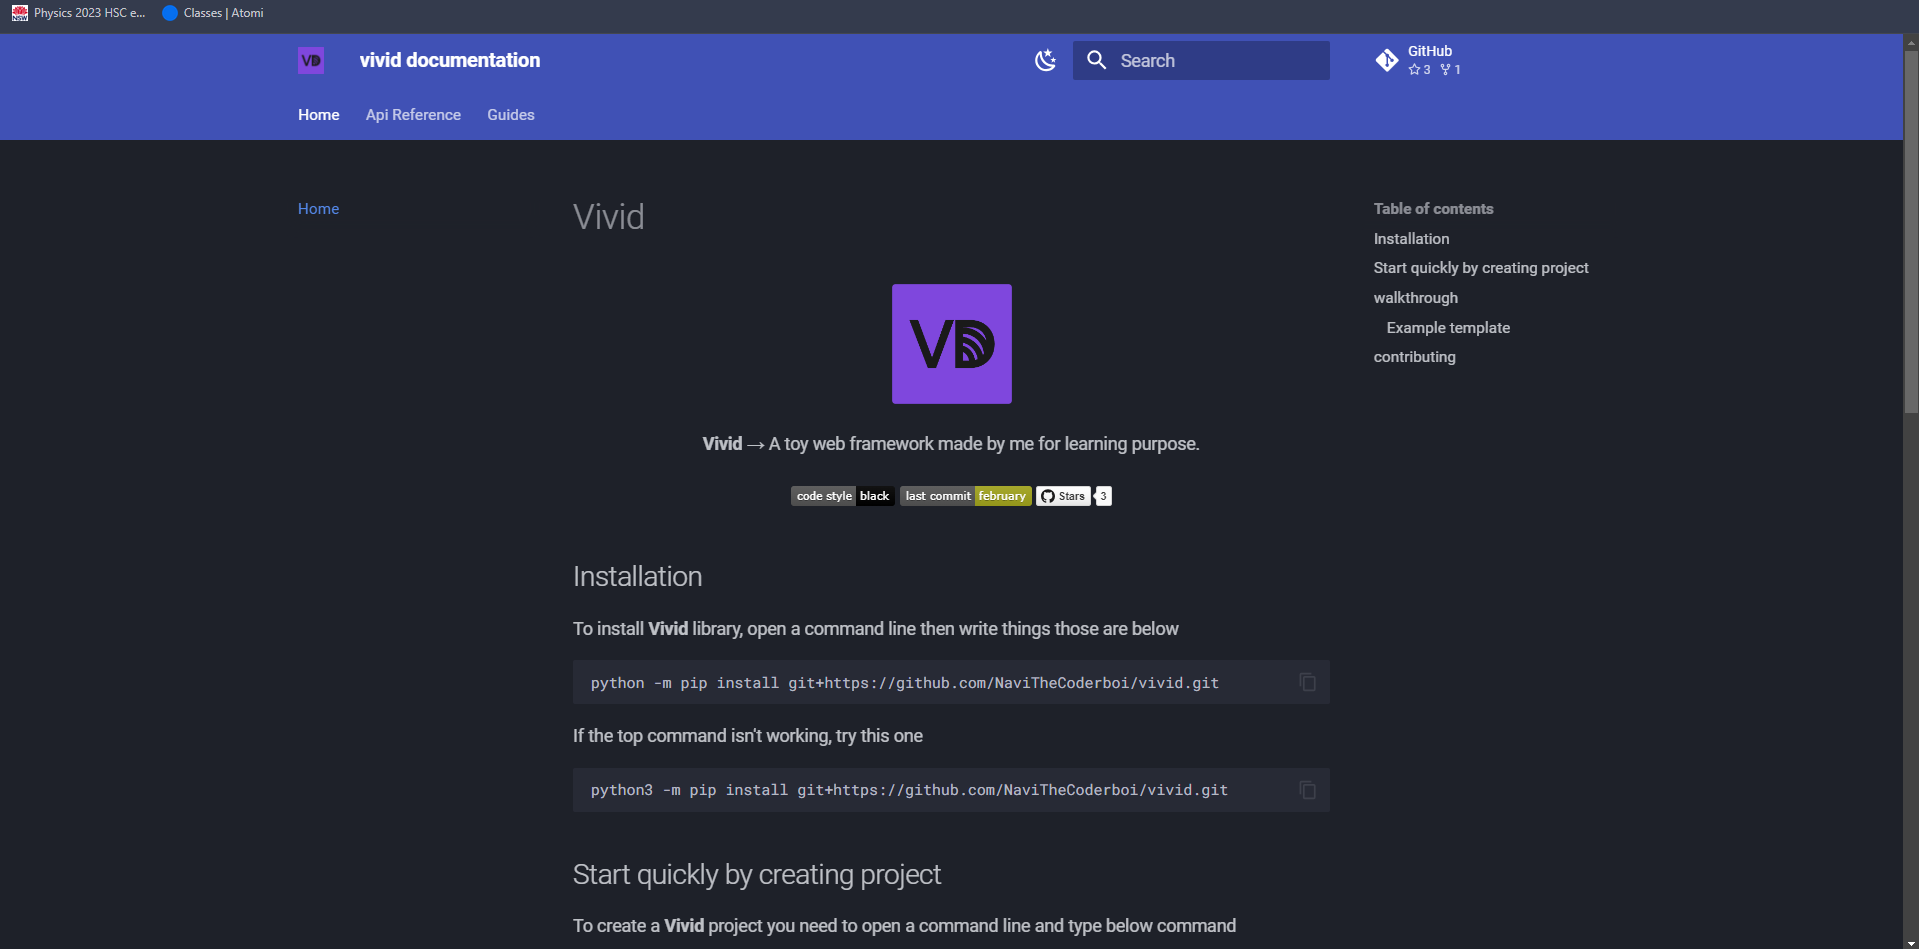 Physics 2023 HSC e...
Classes | Atomi
VD
vivid documentation
Search
GitHub
3 1
Home Api Reference Guides
Home
Vivid
VD
Vivid → A toy web framework made by me for learning purpose.
code style black last commit february Stars 3
Installation
To install Vivid library, open a command line then write things those are below
python -m pip install git+https://github.com/NaviTheCoderboi/vivid.git
If the top command isn't working, try this one
python3 -m pip install git+https://github.com/NaviTheCoderboi/vivid.git
Start quickly by creating project
To create a Vivid project you need to open a command line and type below command
Table of contents
Installation
Start quickly by creating project
walkthrough
Example template
contributing